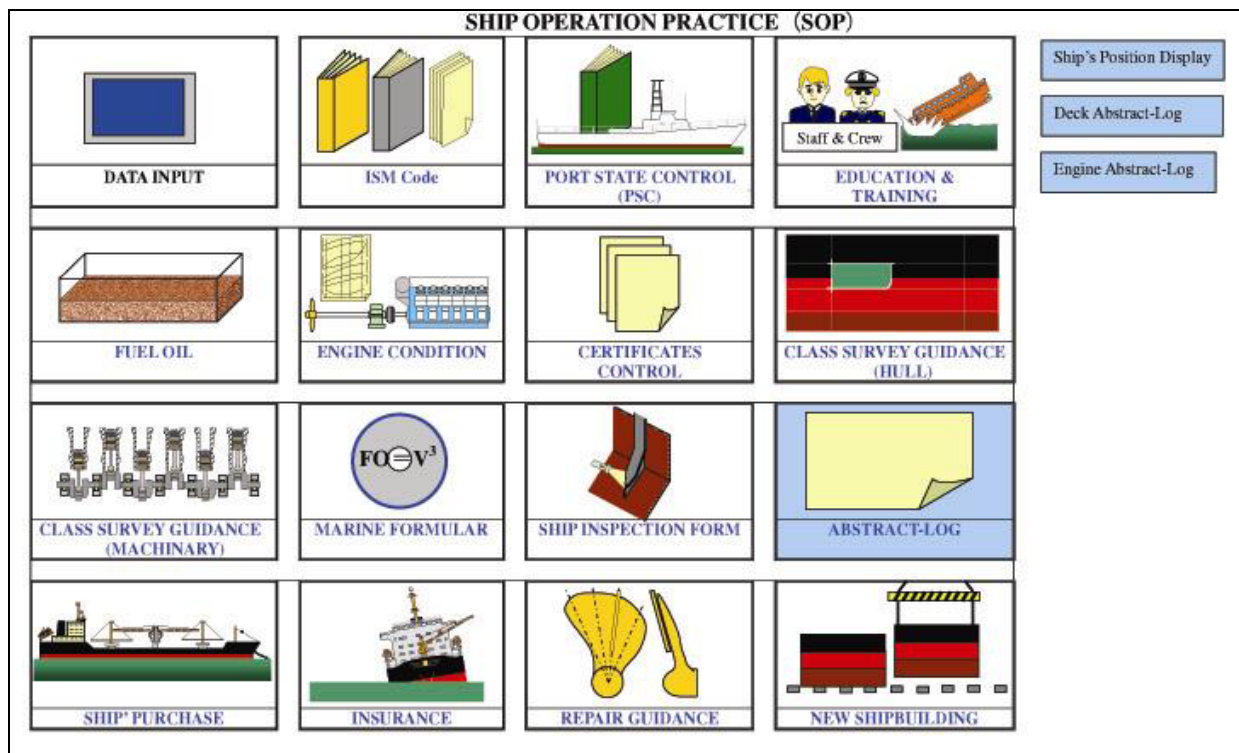 SHIP OPERATION PRACTICE (SOP)
Ship's Position Display
Deck Abstract-Log
Engine Abstract-Log
Staff & Crew
DATA INPUT
ISM Code
PORT STATE CONTROL
(PSC)
EDUCATION &
TRAINING
FUEL OIL
ENGINE CONDITION
CERTIFICATES
CONTROL
CLASS SURVEY GUIDANCE
(HULL)
FO=V³
CLASS SURVEY GUIDANCE
(MACHINARY)
MARINE FORMULAR
SHIP INSPECTION FORM
ABSTRACT-LOG
SHIP' PURCHASE
INSURANCE
REPAIR GUIDANCE
NEW SHIPBUILDING